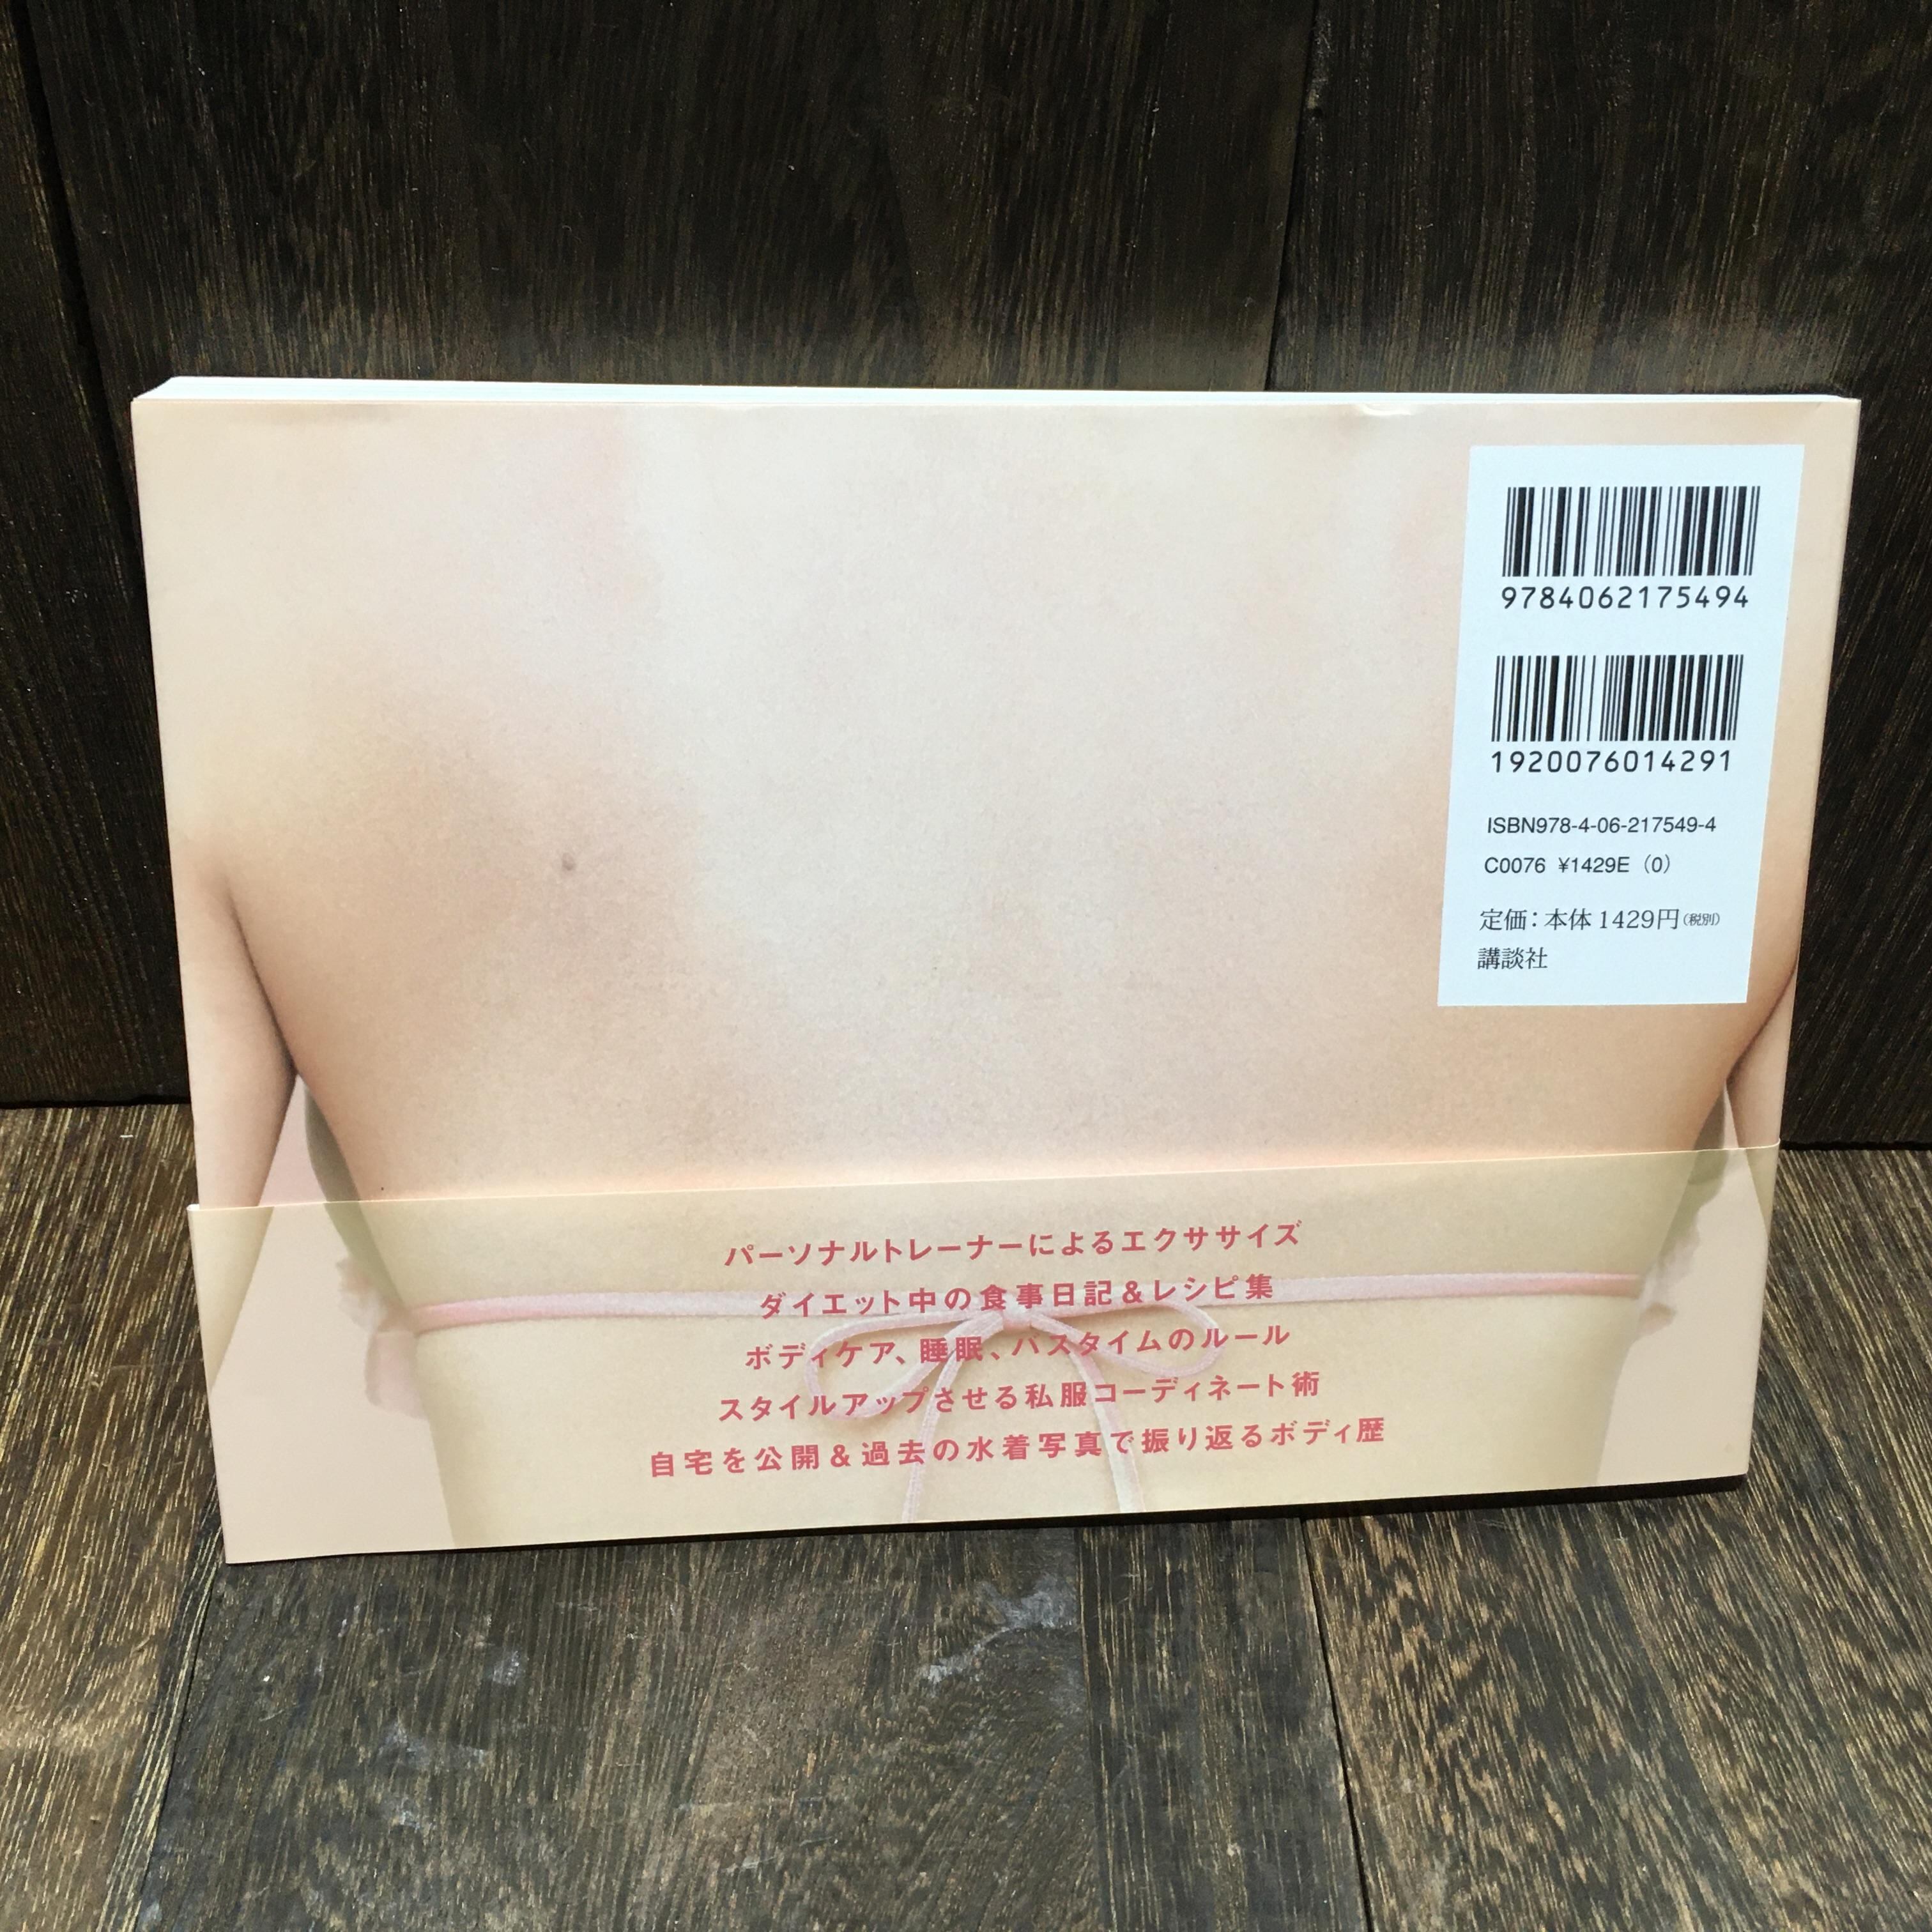 9784062175494
1920076014291
ISBN978-4-06-217549-4
C0076 ¥1429E (0)
定価：本体1429円(税別)
講談社
パーソナルトレーナーによるエクササイズ
ダイエット中の食事日記＆レシピ集
ボディケア、睡眠、バスタイムのルール
スタイルアップさせる私服コーディネート術
自宅を公開＆過去の水着写真で振り返るボディ歴